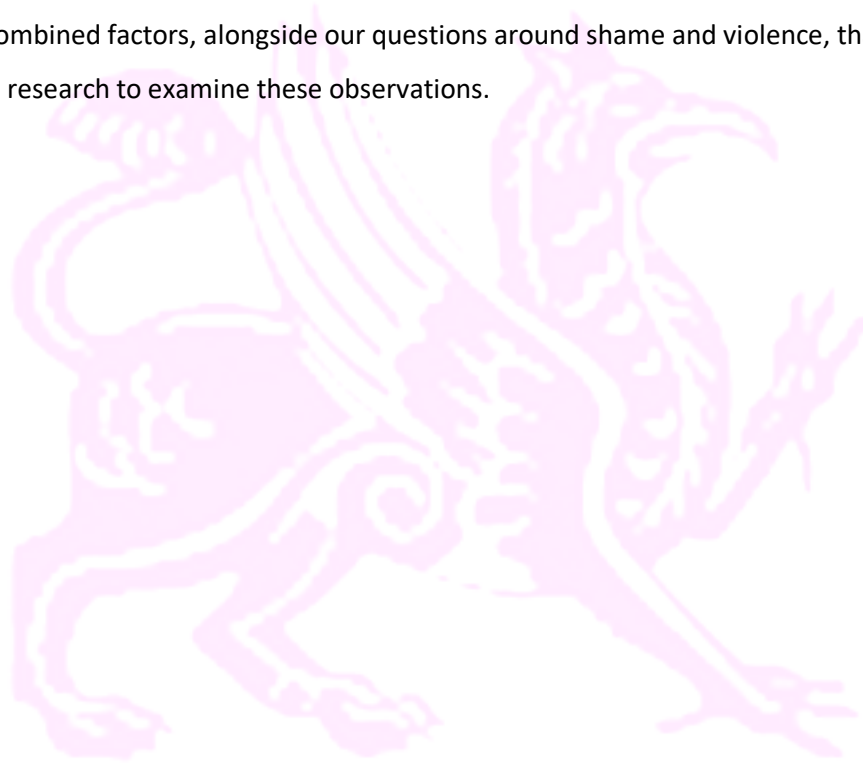 ombined factors, alongside our questions around shame and violence, th
research to examine these observations.